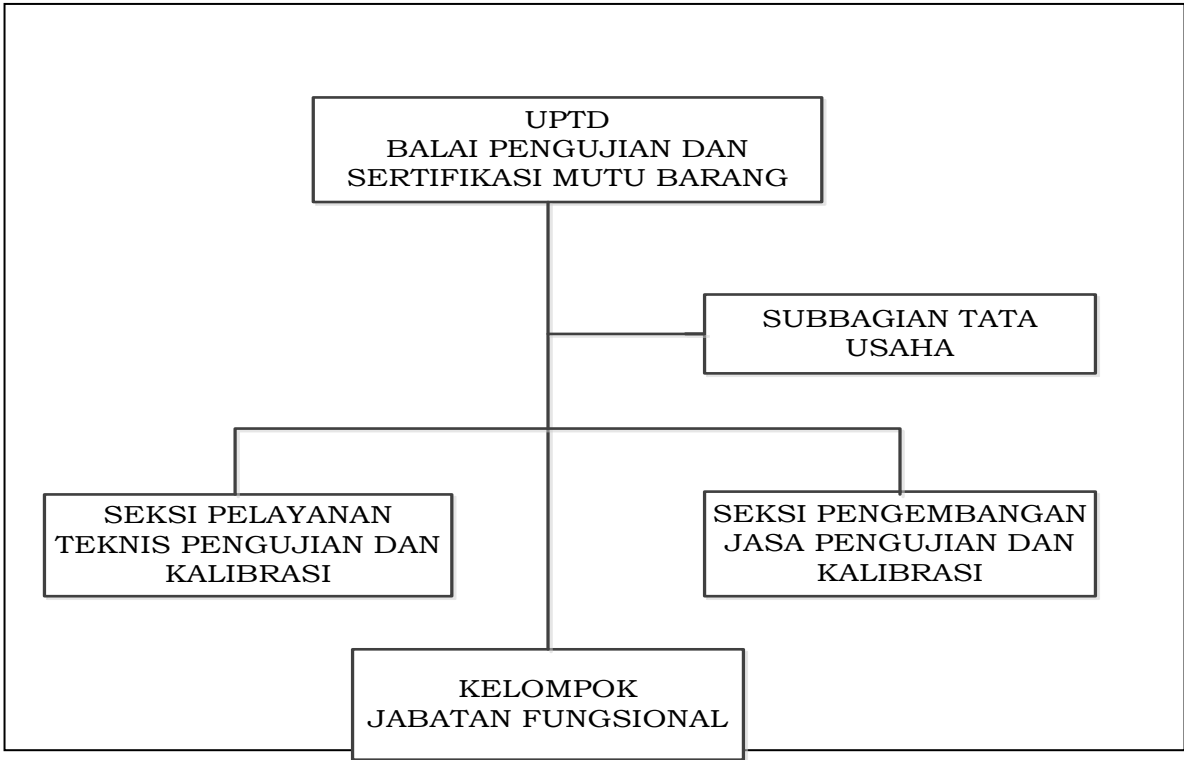 UPTD
BALAI PENGUJIAN DAN
SERTIFIKASI MUTU BARANG
SUBBAGIAN TATA
USAHA
SEKSI PELAYANAN
TEKNIS PENGUJIAN DAN
KALIBRASI
SEKSI PENGEMBANGAN
JASA PENGUJIAN DAN
KALIBRASI
KELOMPOK
JABATAN FUNGSIONAL